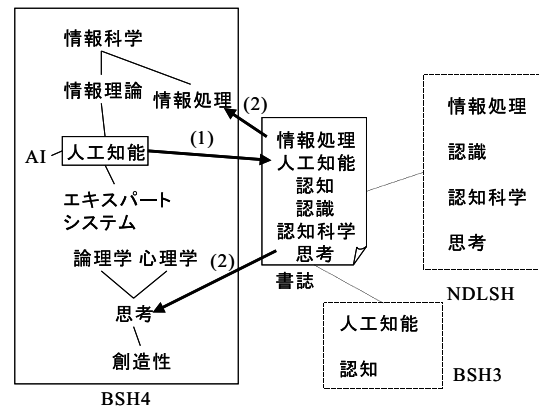 情報科学
情報理論
情報処理
(2)
AI
人工知能
(1)
エキスパート
システム
論理学 心理学
(2)
思考
創造性
BSH4
情報処理
人工知能
認知
認識
認知科学
思考
書誌
情報処理
認識
認知科学
思考
NDLSH
人工知能
認知
BSH3